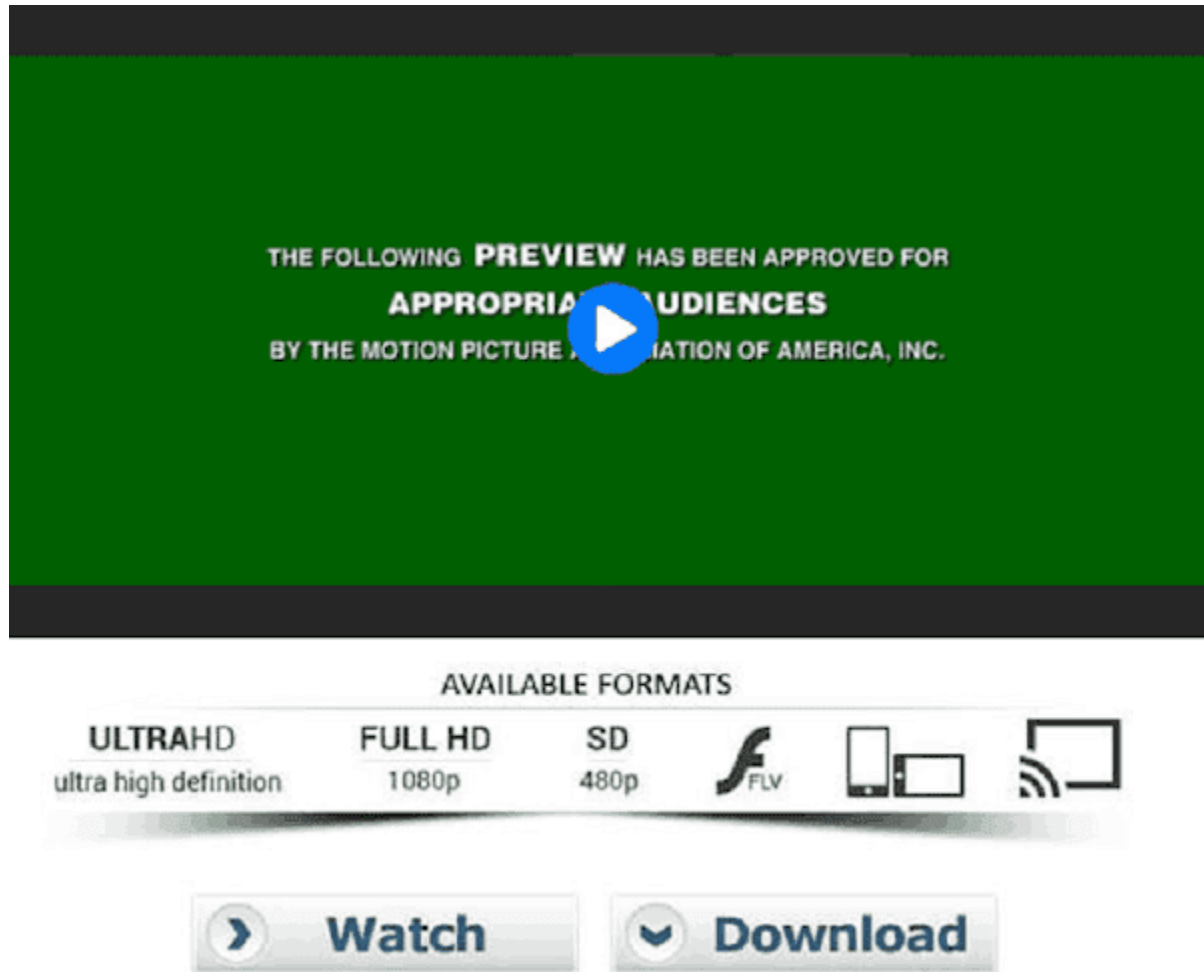 THE FOLLOWING PREVIEW HAS BEEN APPROVED FOR
AUDIENCES
BY THE MOTION PICTURE OF AMERICA, INC.
AVAILABLE FORMATS
ULTRAHD
ultra high definition
FULL HD
1080p
SD
480p
FLV
Watch
Download